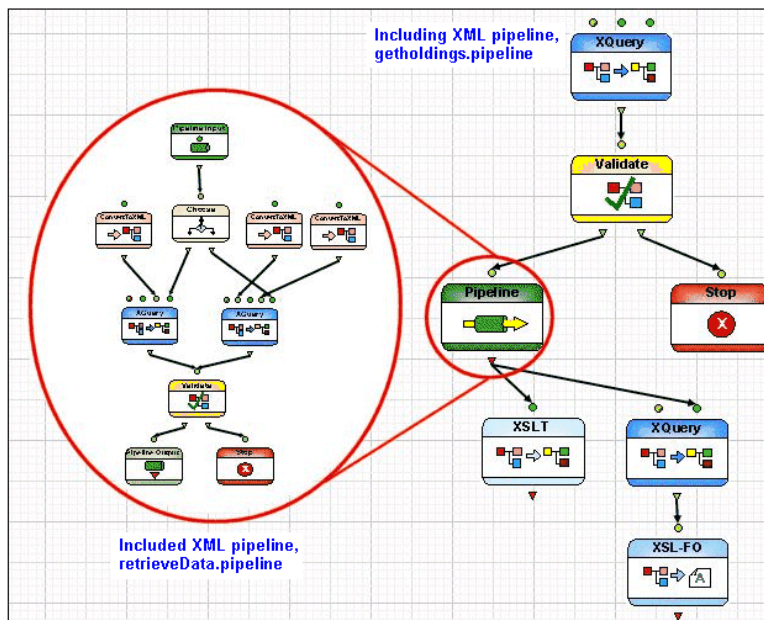 Including XML pipeline,
getholdings.pipeline
XQuery
Validate
Pipeline
Stop
X
XSLT
XQuery
XSL-FO
A
Pipeline Input
ConvertToXML
Choose
ConvertToXML
ConvertToXML
XQuery
XQuery
Validate
Pipeline Output
Stop
X
Included XML pipeline,
retrieveData.pipeline